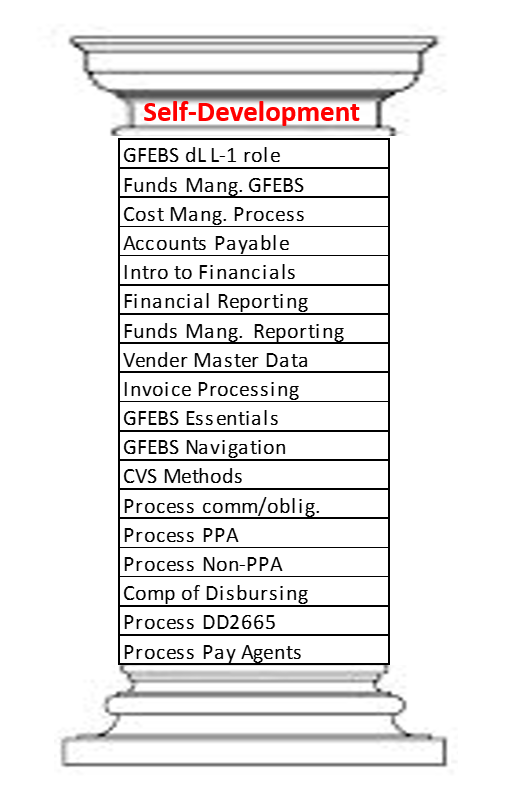 Self-Development
GFEBS dL L-1 role
Funds Mang. GFEBS
Cost Mang. Process
Accounts Payable
Intro to Financials
Financial Reporting
Funds Mang. Reporting
Vender Master Data
Invoice Processing
GFEBS Essentials
GFEBS Navigation
CVS Methods
Process comm/oblig.
Process PPA
Process Non-PPA
Comp of Disbursing
Process DD2665
Process Pay Agents